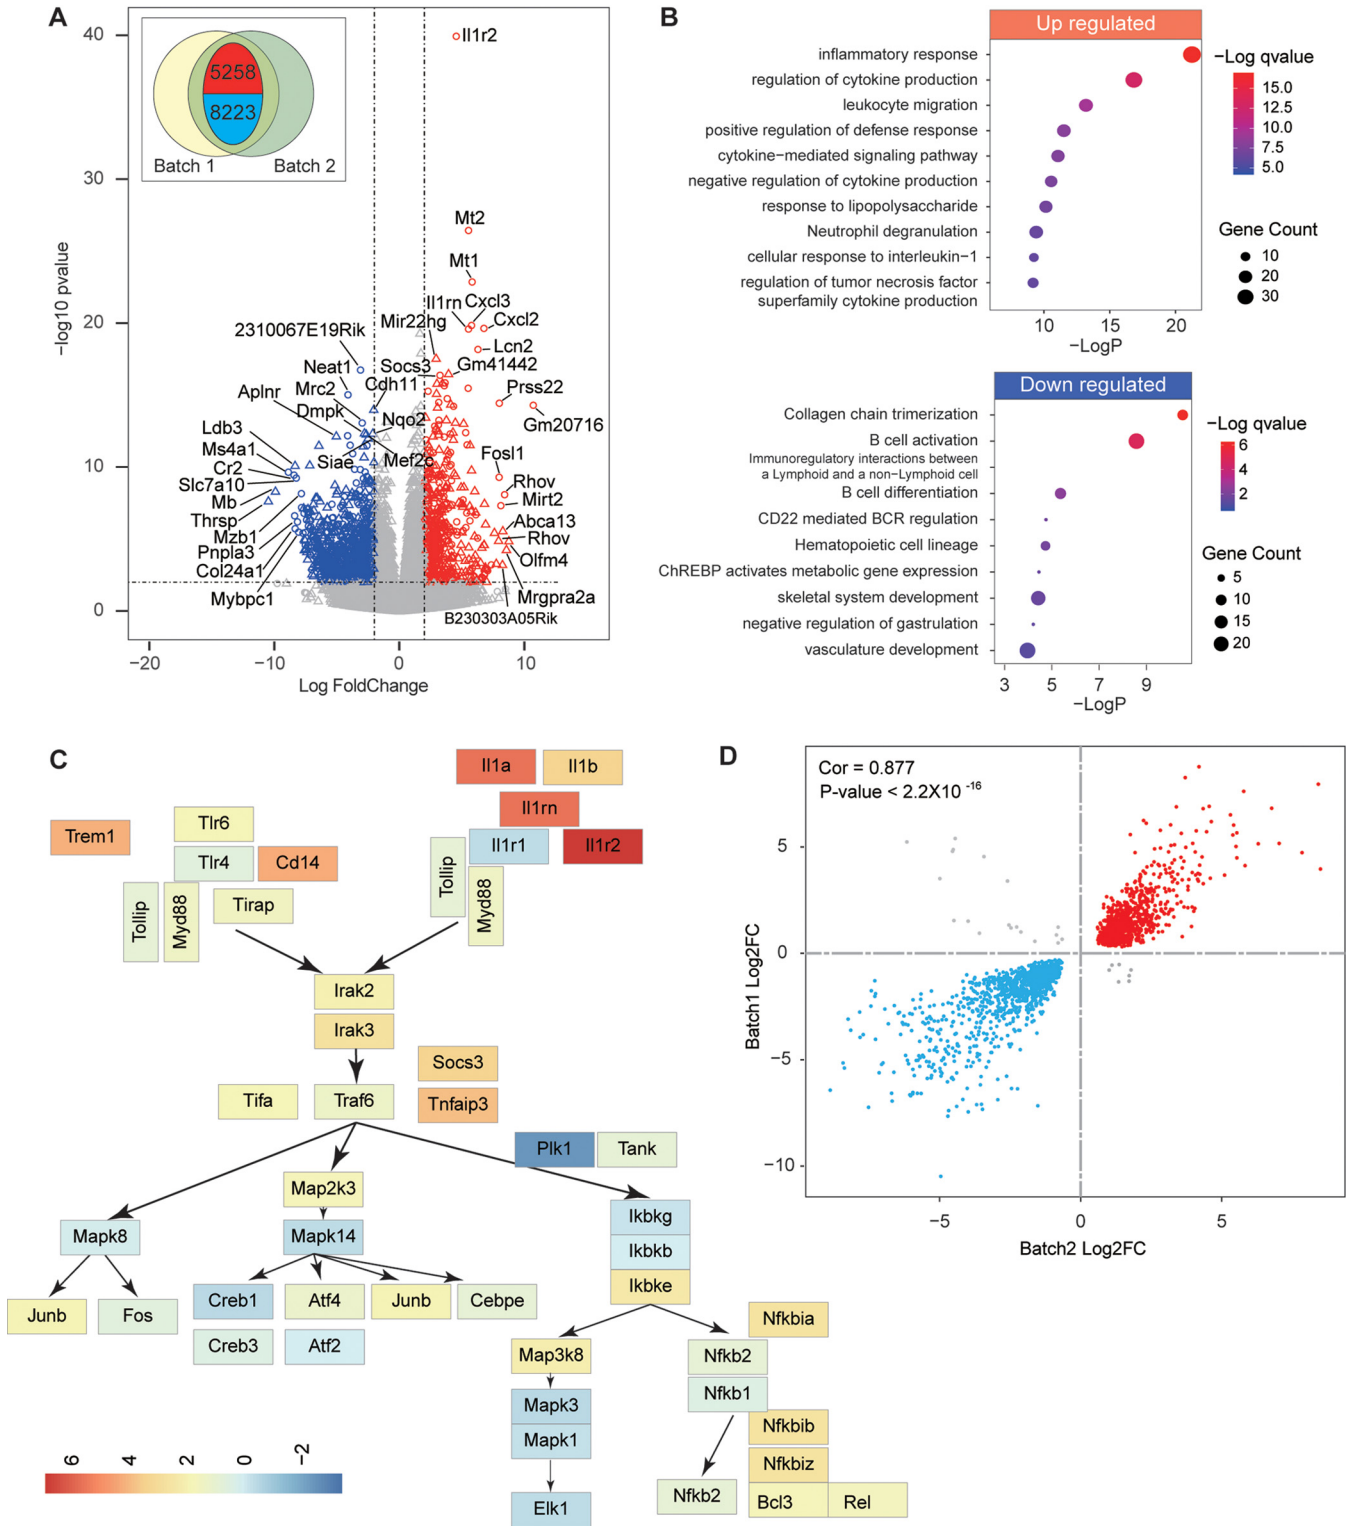 A
40
30
20
10
0
−log10 pvalue
5258
8223
Batch 1
Batch 2
Il1r2
Mt2
Mt1
Il1rn
Cxcl3
Cxcl2
Mir22hg
2310067E19Rik
Lcn2
Neat1
Socs3
Gm41442
Mrc2
Cdh11
Aplnr
Prss22
Dmpk
Nqo2
Gm20716
Ldb3
Ms4a1
Siae
Mef2c
Fosl1
Cr2
Slc7a10
Rhov
Mb
Mirt2
Thrsp
Abca13
Mzb1
Rhov
Pnpla3
Olfm4
Col24a1
Mybpc1
Mrgpra2a
B230303A05Rik
−20
−10
0
10
Log FoldChange
B
Up regulated
inflammatory response
regulation of cytokine production
leukocyte migration
positive regulation of defense response
cytokine−mediated signaling pathway
negative regulation of cytokine production
response to lipopolysaccharide
Neutrophil degranulation
cellular response to interleukin−1
regulation of tumor necrosis factor
superfamily cytokine production
10
15
20
−LogP
−Log qvalue
15.0
12.5
10.0
7.5
5.0
Gene Count
10
20
30
Down regulated
Collagen chain trimerization
B cell activation
Immunoregulatory interactions between
a Lymphoid and a non−Lymphoid cell
B cell differentiation
CD22 mediated BCR regulation
Hematopoietic cell lineage
ChREBP activates metabolic gene expression
skeletal system development
negative regulation of gastrulation
vasculature development
3
5
7
9
−LogP
−Log qvalue
6
4
2
Gene Count
5
10
15
20
C
Il1a
Il1b
Il1rn
Trem1
Tlr6
Tlr4
Cd14
Il1r1
Il1r2
Tollip
Myd88
Tollip
Myd88
Tirap
Irak2
Irak3
Socs3
Tifa
Traf6
Tnfaip3
Plk1
Tank
Map2k3
Mapk8
Mapk14
Ikbkg
Ikbkb
Ikbke
Junb
Fos
Creb1
Atf4
Junb
Cebpe
Creb3
Atf2
Nfkbia
Map3k8
Nfkb2
Nfkb1
Mapk3
Mapk1
Nfkbib
Nfkbiz
Elk1
Nfkb2
Bcl3
Rel
6
4
2
0
−2
D
Cor = 0.877
P-value < 2.2X10 -16
5
0
−5
−10
Batch1 Log2FC
−5
0
5
Batch2 Log2FC